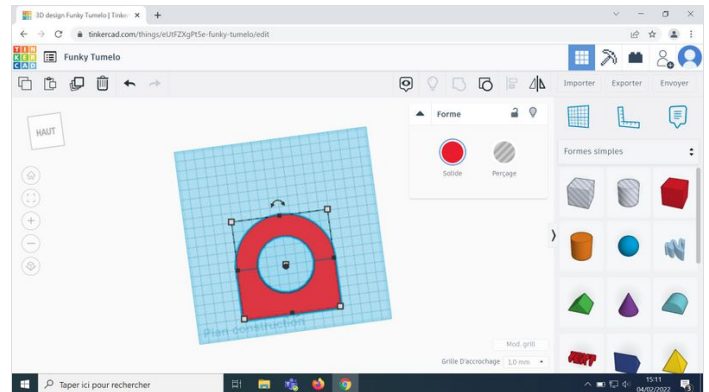 3D design Funky Tumelo | Tinker
tinkercad.com/things/eUtFZXgPt5e-funky-tumelo/edit
TIN
KER
CAD
Funky Tumelo
Importer
Exporter
Envoyer
HAUT
Forme
Solide
Perçage
Formes simples
Plan construction
Mod. grill
Grille D'accrochage
1,0 mm
Taper ici pour rechercher
15:11
04/02/2022